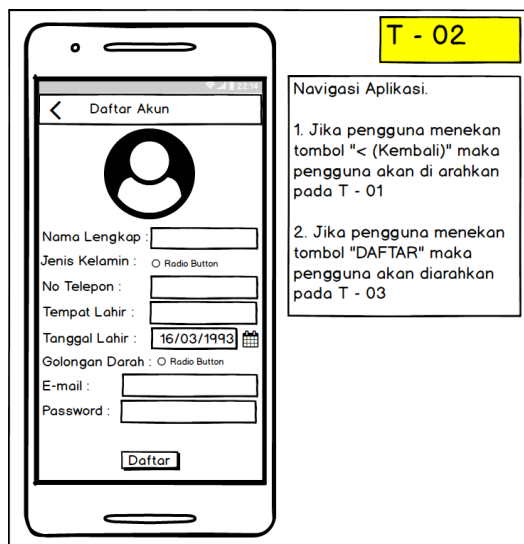 T - 02
22:14
Daftar Akun
Nama Lengkap :
Jenis Kelamin : Radio Button
No Telepon :
Tempat Lahir :
Tanggal Lahir : 16/03/1993
Golongan Darah : Radio Button
E-mail :
Password :
Daftar
Navigasi Aplikasi.
1. Jika pengguna menekan
tombol "< (Kembali)" maka
pengguna akan di arahkan
pada T - 01
2. Jika pengguna menekan
tombol "DAFTAR" maka
pengguna akan diarahkan
pada T - 03